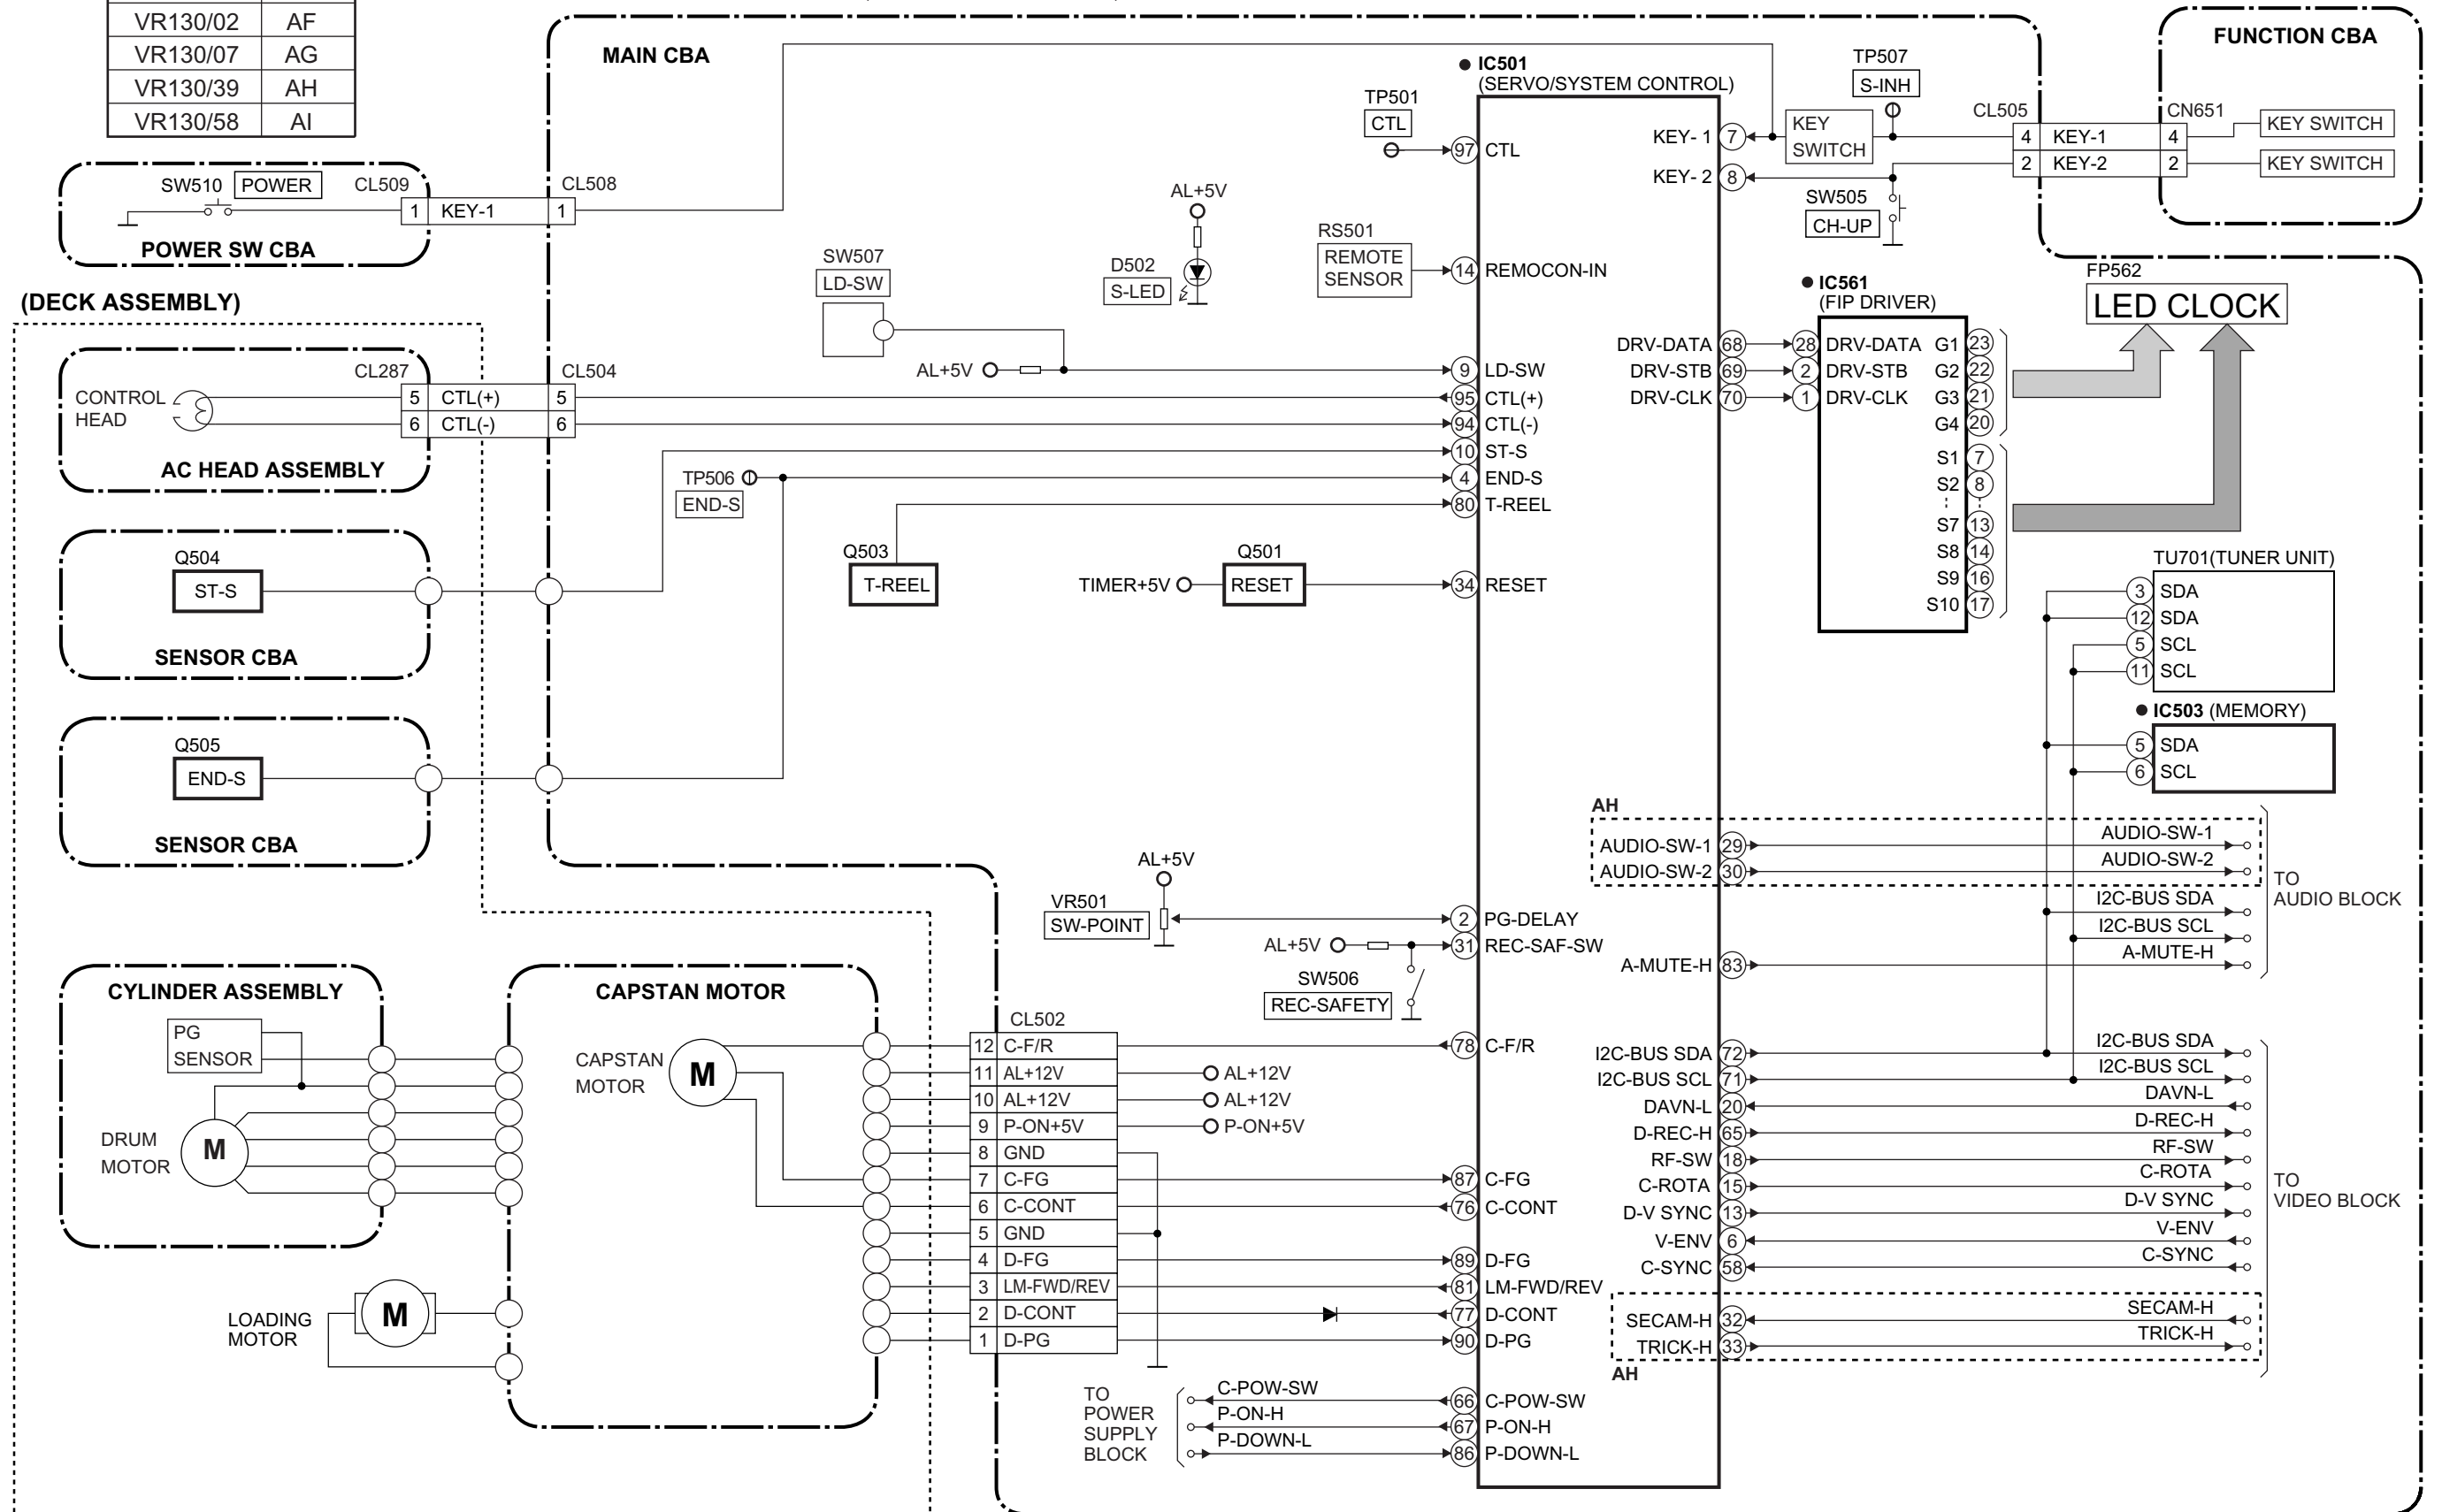 VR130/02 AF
VR130/07 AG
VR130/39 AH
VR130/58 AI
MAIN CBA
FUNCTION CBA
IC501
(SERVO/SYSTEM CONTROL)
TP501
CTL
97 CTL
KEY- 1 7
KEY- 2 8
KEY
SWITCH
TP507
S-INH
CL505
4 KEY-1 4
2 KEY-2 2
CN651
KEY SWITCH
KEY SWITCH
SW505
CH-UP
SW510 POWER
CL509
1 KEY-1 1
CL508
POWER SW CBA
AL+5V
D502
S-LED
SW507
LD-SW
RS501
REMOTE
SENSOR
14 REMOCON-IN
(DECK ASSEMBLY)
IC561
(FIP DRIVER)
FP562
LED CLOCK
DRV-DATA 68 28 DRV-DATA G1 23
DRV-STB 69 2 DRV-STB G2 22
DRV-CLK 70 1 DRV-CLK G3 21
G4 20
S1 7
S2 8
S7 13
S8 14
S9 16
S10 17
AL+5V
9 LD-SW
CONTROL
HEAD
CL287
CL504
5 CTL(+) 5
6 CTL(-) 6
95 CTL(+)
94 CTL(-)
AC HEAD ASSEMBLY
10 ST-S
TP506
END-S
4 END-S
80 T-REEL
Q504
ST-S
SENSOR CBA
Q503
T-REEL
TIMER+5V
Q501
RESET
34 RESET
TU701(TUNER UNIT)
3 SDA
12 SDA
5 SCL
11 SCL
IC503 (MEMORY)
5 SDA
6 SCL
Q505
END-S
SENSOR CBA
AH
AUDIO-SW-1 29 AUDIO-SW-1
AUDIO-SW-2 30 AUDIO-SW-2
I2C-BUS SDA
I2C-BUS SCL
A-MUTE-H 83 A-MUTE-H
TO
AUDIO BLOCK
AL+5V
VR501
SW-POINT
2 PG-DELAY
AL+5V
31 REC-SAF-SW
SW506
REC-SAFETY
CYLINDER ASSEMBLY
PG
SENSOR
DRUM
MOTOR
M
CAPSTAN MOTOR
CAPSTAN
MOTOR
M
LOADING
MOTOR
M
CL502
12 C-F/R
11 AL+12V AL+12V
10 AL+12V AL+12V
9 P-ON+5V P-ON+5V
8 GND
7 C-FG
6 C-CONT
5 GND
4 D-FG
3 LM-FWD/REV
2 D-CONT
1 D-PG
78 C-F/R
87 C-FG
76 C-CONT
89 D-FG
81 LM-FWD/REV
77 D-CONT
90 D-PG
I2C-BUS SDA 72 I2C-BUS SDA
I2C-BUS SCL 71 I2C-BUS SCL
DAVN-L 20 DAVN-L
D-REC-H 65 D-REC-H
RF-SW 18 RF-SW
C-ROTA 15 C-ROTA
D-V SYNC 13 D-V SYNC
V-ENV 6 V-ENV
C-SYNC 58 C-SYNC
SECAM-H 32 SECAM-H
TRICK-H 33 TRICK-H
AH
TO
VIDEO BLOCK
TO
POWER
SUPPLY
BLOCK
C-POW-SW 66 C-POW-SW
P-ON-H 67 P-ON-H
P-DOWN-L 86 P-DOWN-L